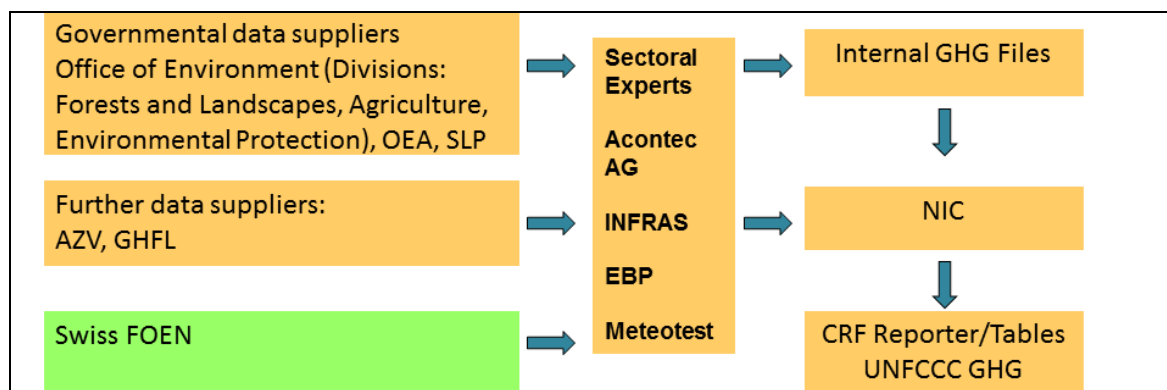 Governmental data suppliers
Office of Environment (Divisions:
Forests and Landscapes, Agriculture,
Environmental Protection), OEA, SLP
Further data suppliers:
AZV, GHFL
Swiss FOEN
Sectoral
Experts
Acontec
AG
INFRAS
EBP
Meteotest
Internal GHG Files
NIC
CRF Reporter/Tables
UNFCCC GHG